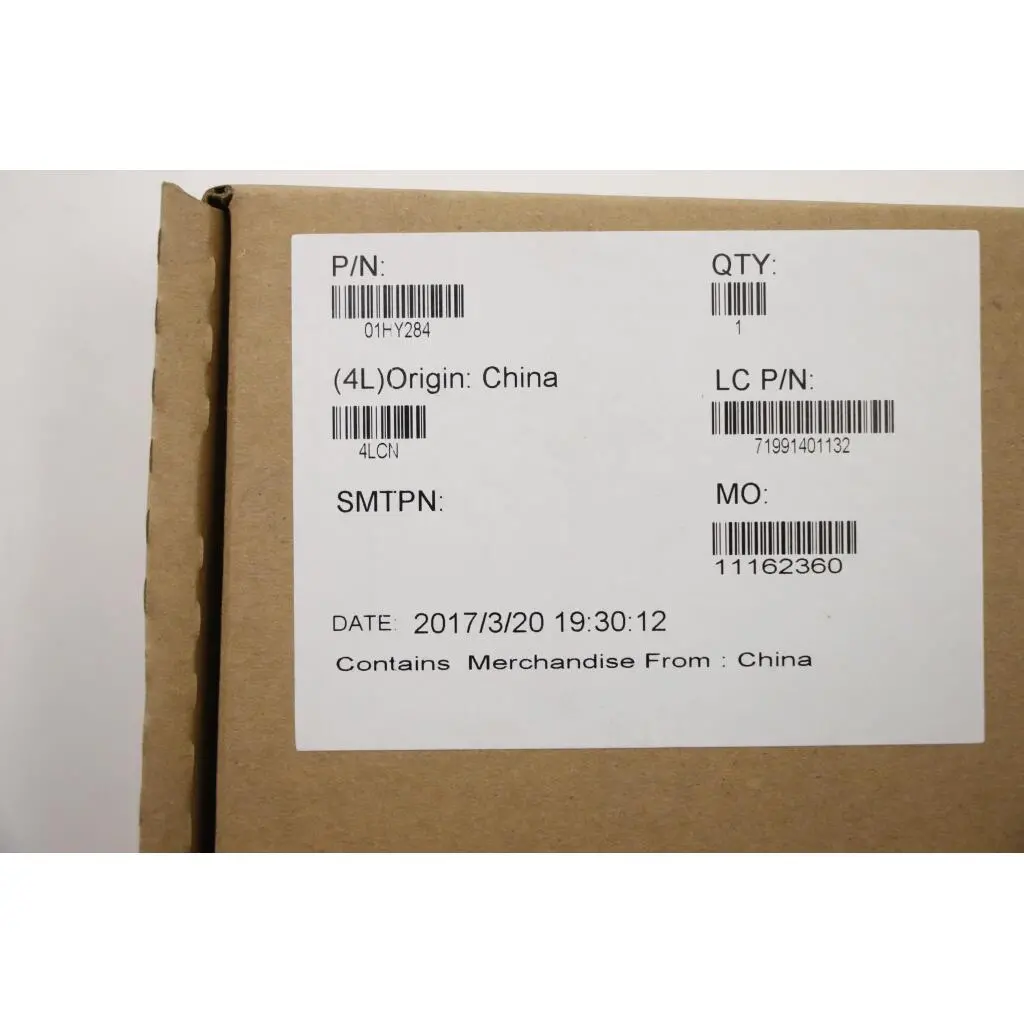 P/N:
01HY284
QTY:
1
(4L)Origin: China
4LCN
LC P/N:
71991401132
SMTPN:
MO:
11162360
DATE: 2017/3/20 19:30:12
Contains Merchandise From : China